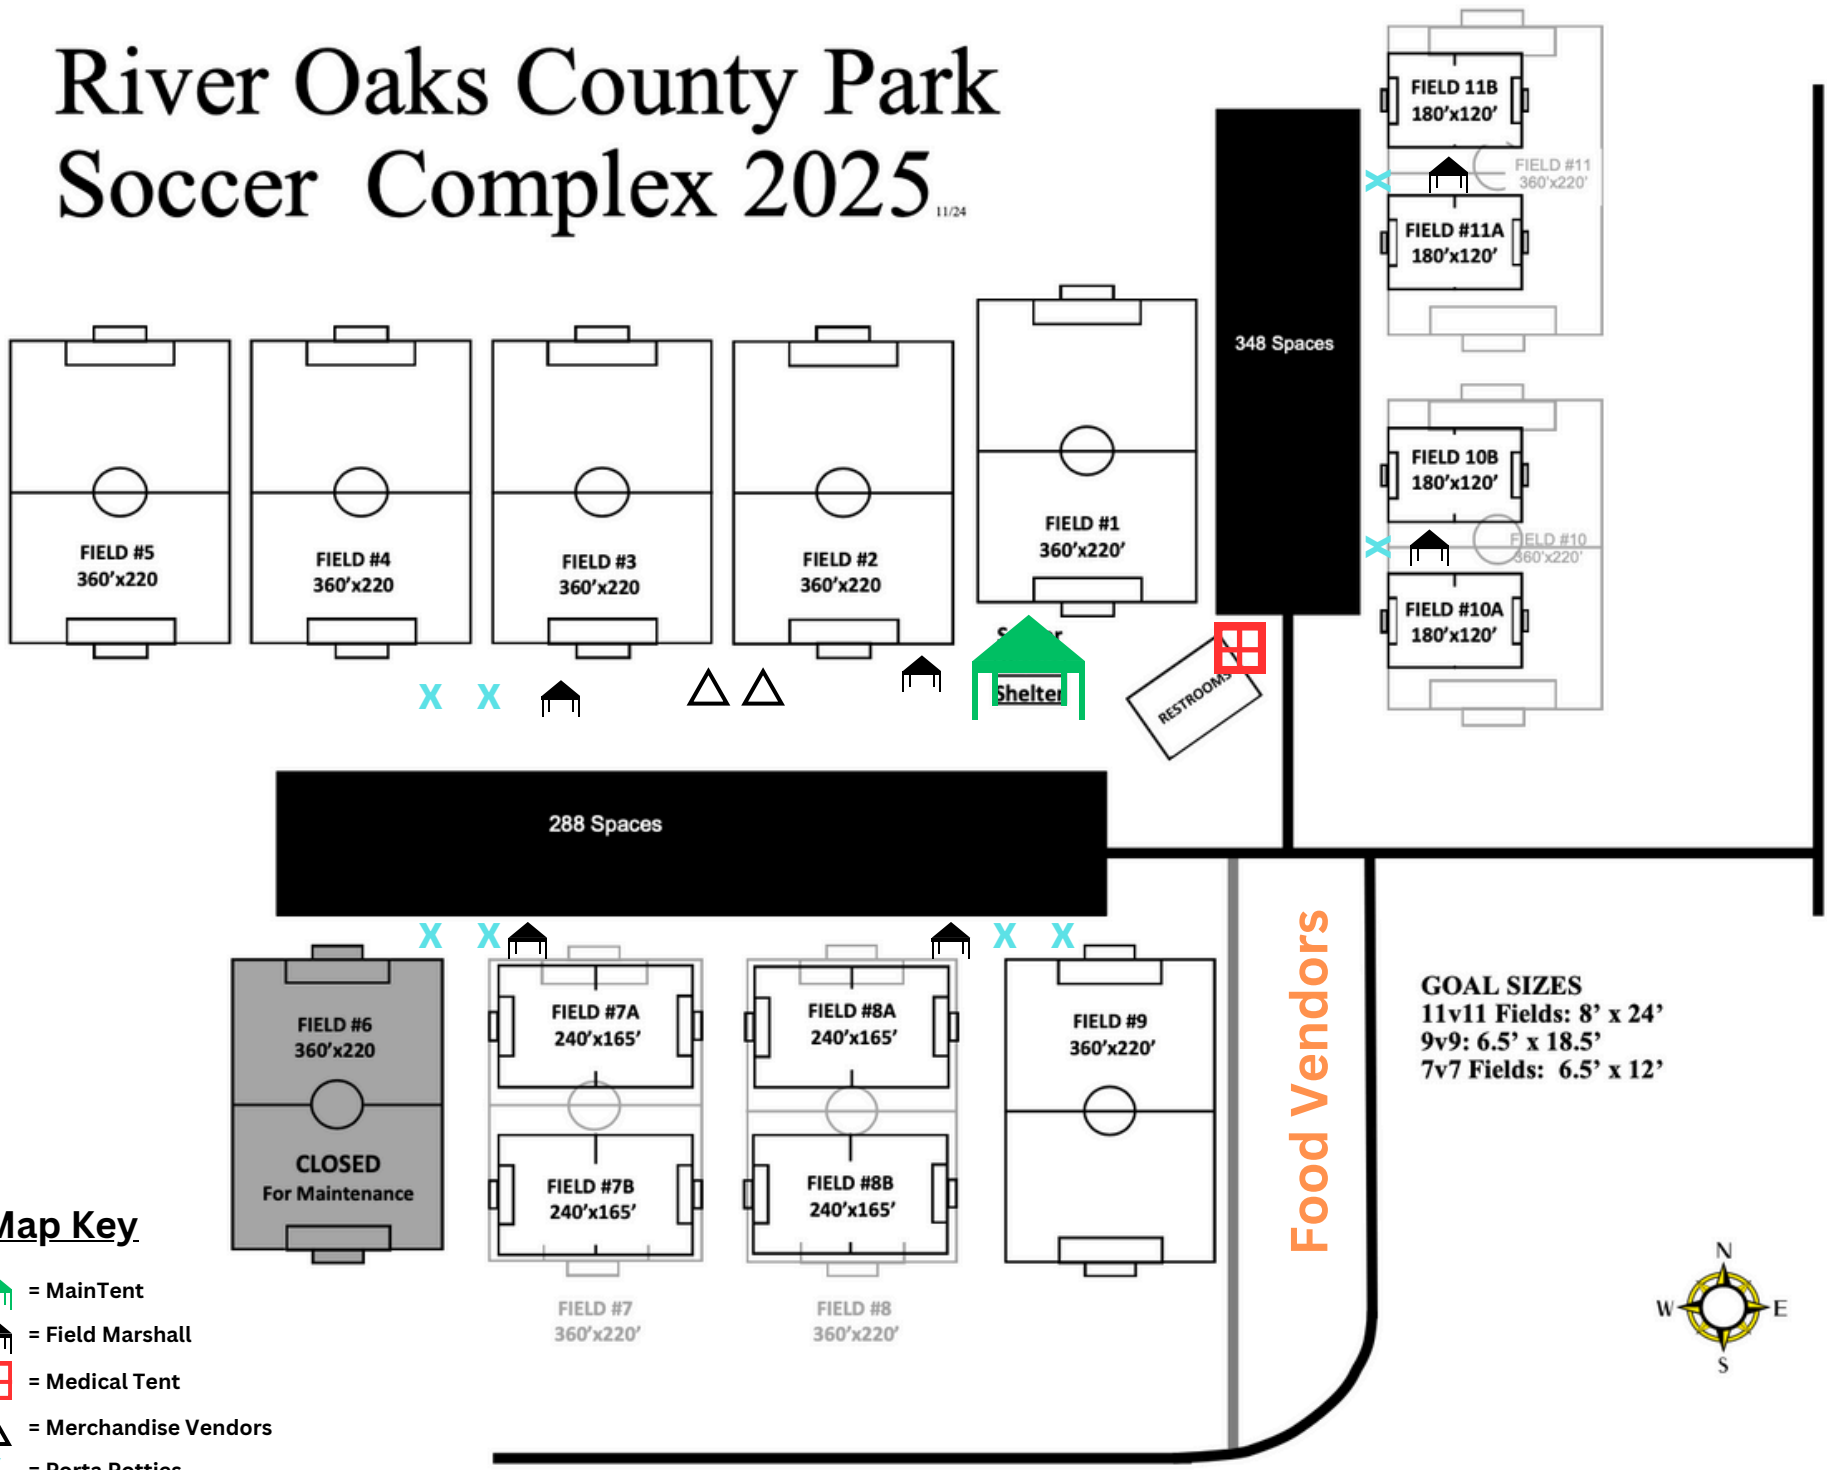 River Oaks County Park
Soccer Complex 2025
11/24
FIELD 11B
180'x120'
FIELD #11
360'x220'
FIELD #11A
180'x120'
348 Spaces
FIELD #5
360'x220
FIELD #4
360'x220
FIELD #3
360'x220
FIELD #2
360'x220
FIELD #1
360'x220'
FIELD 10B
180'x120'
FIELD #10
360'x220'
FIELD #10A
180'x120'
Shelter
RESTROOMS
X X
X
X
288 Spaces
X X
X X
FIELD #6
360'x220
CLOSED
For Maintenance
FIELD #7A
240'x165'
FIELD #7B
240'x165'
FIELD #7
360'x220'
FIELD #8A
240'x165'
FIELD #8B
240'x165'
FIELD #8
360'x220'
FIELD #9
360'x220'
Food Vendors
GOAL SIZES
11v11 Fields: 8' x 24'
9v9: 6.5' x 18.5'
7v7 Fields: 6.5' x 12'
N
W E
S
Map Key
= MainTent
= Field Marshall
= Medical Tent
= Merchandise Vendors
= Porta Potties